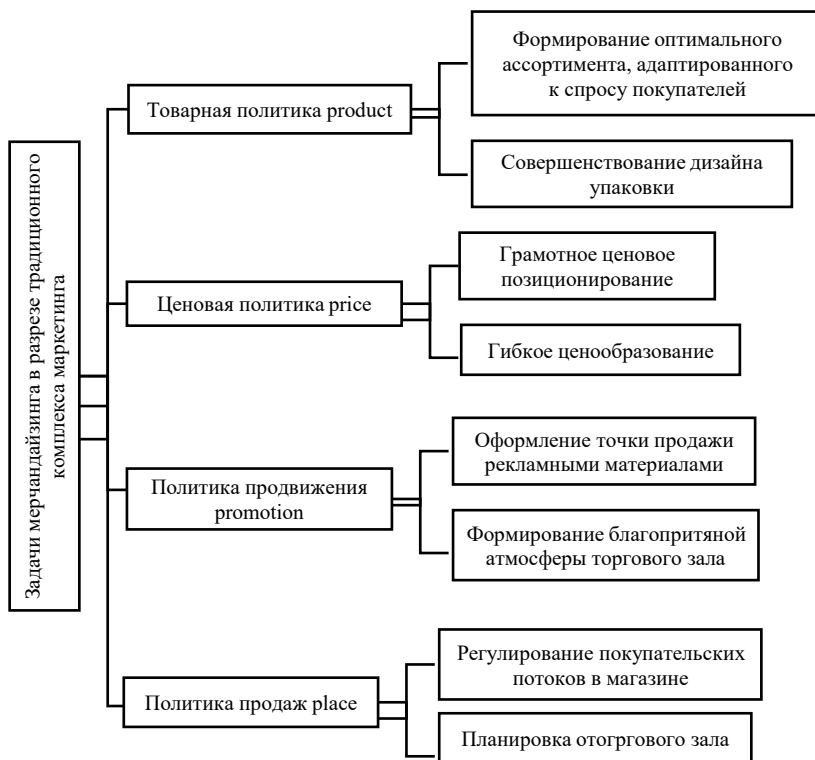 Задачи мерчандайзинга в разрезе традиционного
комплекса маркетинга
Товарная политика product
Формирование оптимального
ассортимента, адаптированного
к спросу покупателей
Совершенствование дизайна
упаковки
Ценовая политика price
Грамотное ценовое
позиционирование
Гибкое ценообразование
Политика продвижения
promotion
Оформление точки продажи
рекламными материалами
Формирование благопритяной
атмосферы торгового зала
Политика продаж place
Регулирование покупательских
потоков в магазине
Планировка отогргового зала